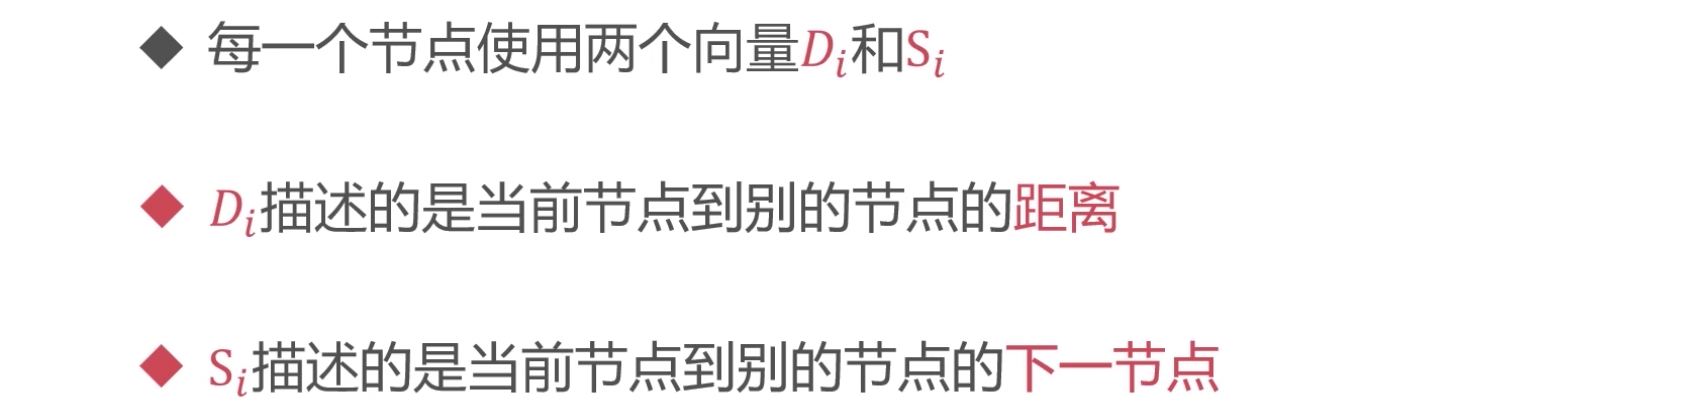 ◆ 每一个节点使用两个向量Dᵢ和Sᵢ
◆ Dᵢ描述的是当前节点到别的节点的距离
◆ Sᵢ描述的是当前节点到别的节点的下一节点